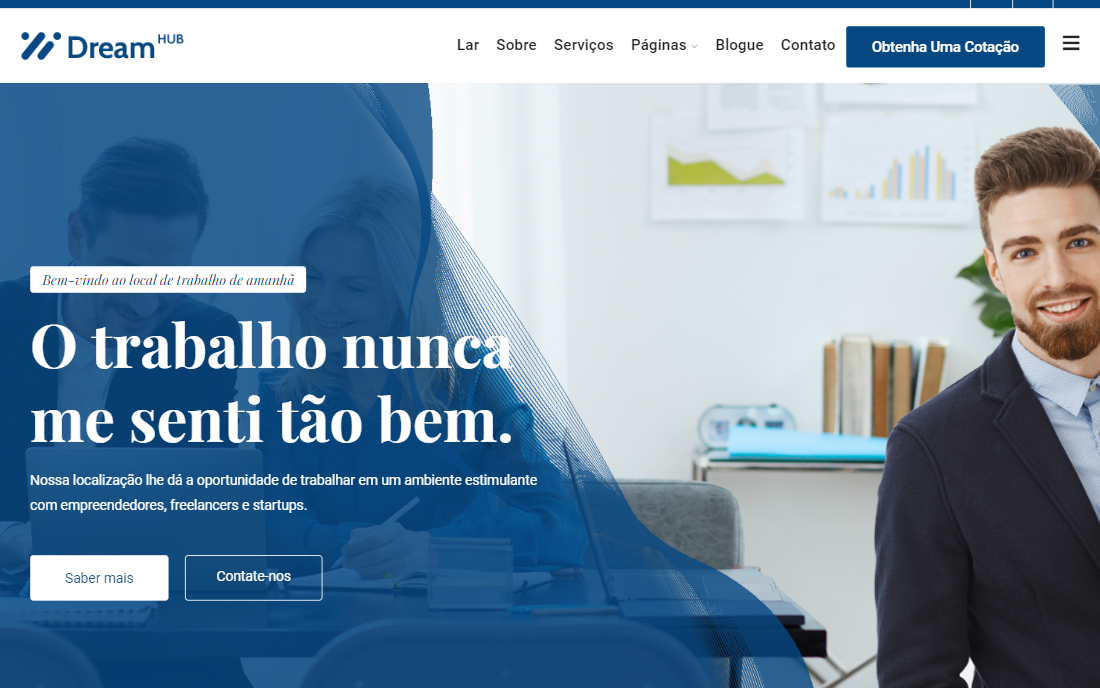 Dream HUB
Lar Sobre Serviços Páginas Blogue Contato Obtenha Uma Cotação
Bem-vindo ao local de trabalho de amanhã
O trabalho nunca
me senti tão bem.
Nossa localização lhe dá a oportunidade de trabalhar em um ambiente estimulante
com empreendedores, freelancers e startups.
Saber mais Contate-nos